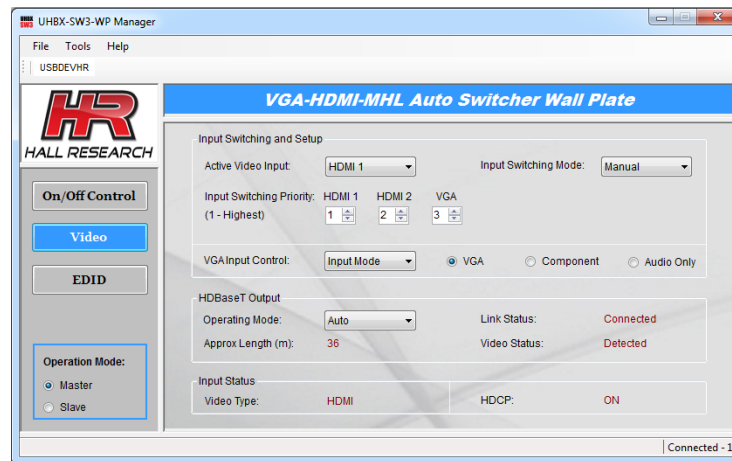 UHBX SW3 UHBX-SW3-WP Manager
File Tools Help
USBDEVHR
HR
HALL RESEARCH
VGA-HDMI-MHL Auto Switcher Wall Plate
On/Off Control
Video
EDID
Operation Mode:
Master
Slave
Input Switching and Setup
Active Video Input: HDMI 1 Input Switching Mode: Manual
Input Switching Priority: HDMI 1 HDMI 2 VGA
(1 - Highest) 1 2 3
VGA Input Control: Input Mode VGA Component Audio Only
HDBaseT Output
Operating Mode: Auto Link Status: Connected
Approx Length (m): 36 Video Status: Detected
Input Status
Video Type: HDMI HDCP: ON
Connected - 1